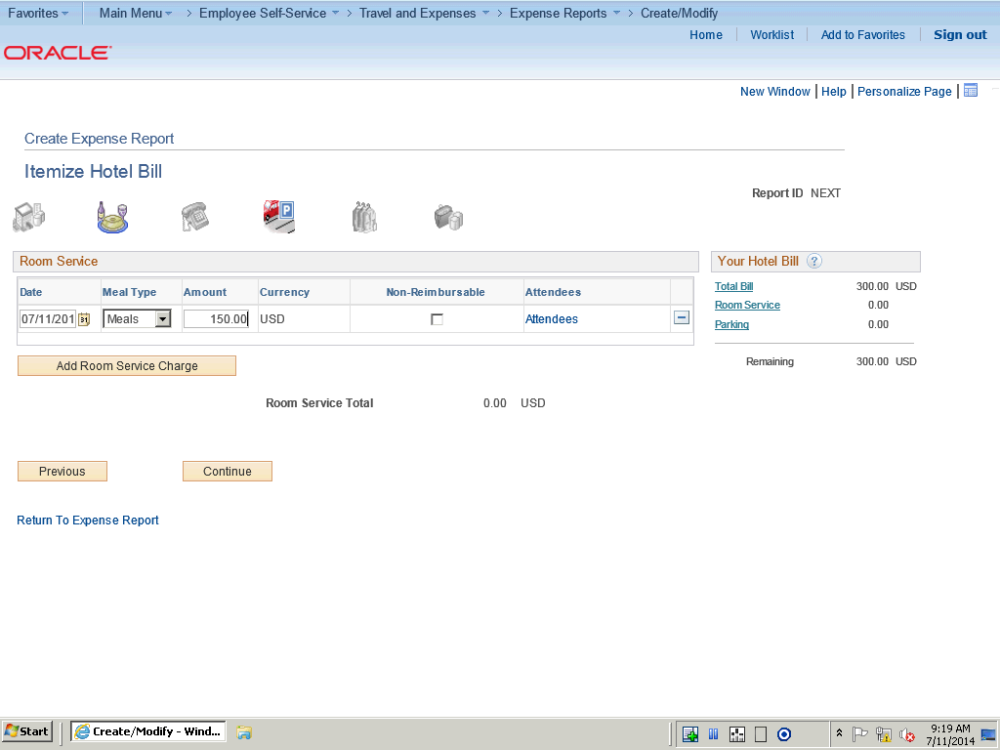 Favorites Main Menu > Employee Self-Service > Travel and Expenses > Expense Reports > Create/Modify
Home Worklist Add to Favorites Sign out
ORACLE
New Window | Help | Personalize Page |
Create Expense Report
Itemize Hotel Bill
Report ID NEXT
P
Room Service
Your Hotel Bill ?
Date Meal Type Amount Currency Non-Reimbursable Attendees
07/11/201 31 Meals 150.00 USD Attendees
Total Bill 300.00 USD
Room Service 0.00
Parking 0.00
Remaining 300.00 USD
Add Room Service Charge
Room Service Total 0.00 USD
Previous Continue
Return To Expense Report
Start Create/Modify - Wind... 9:19 AM
7/11/2014